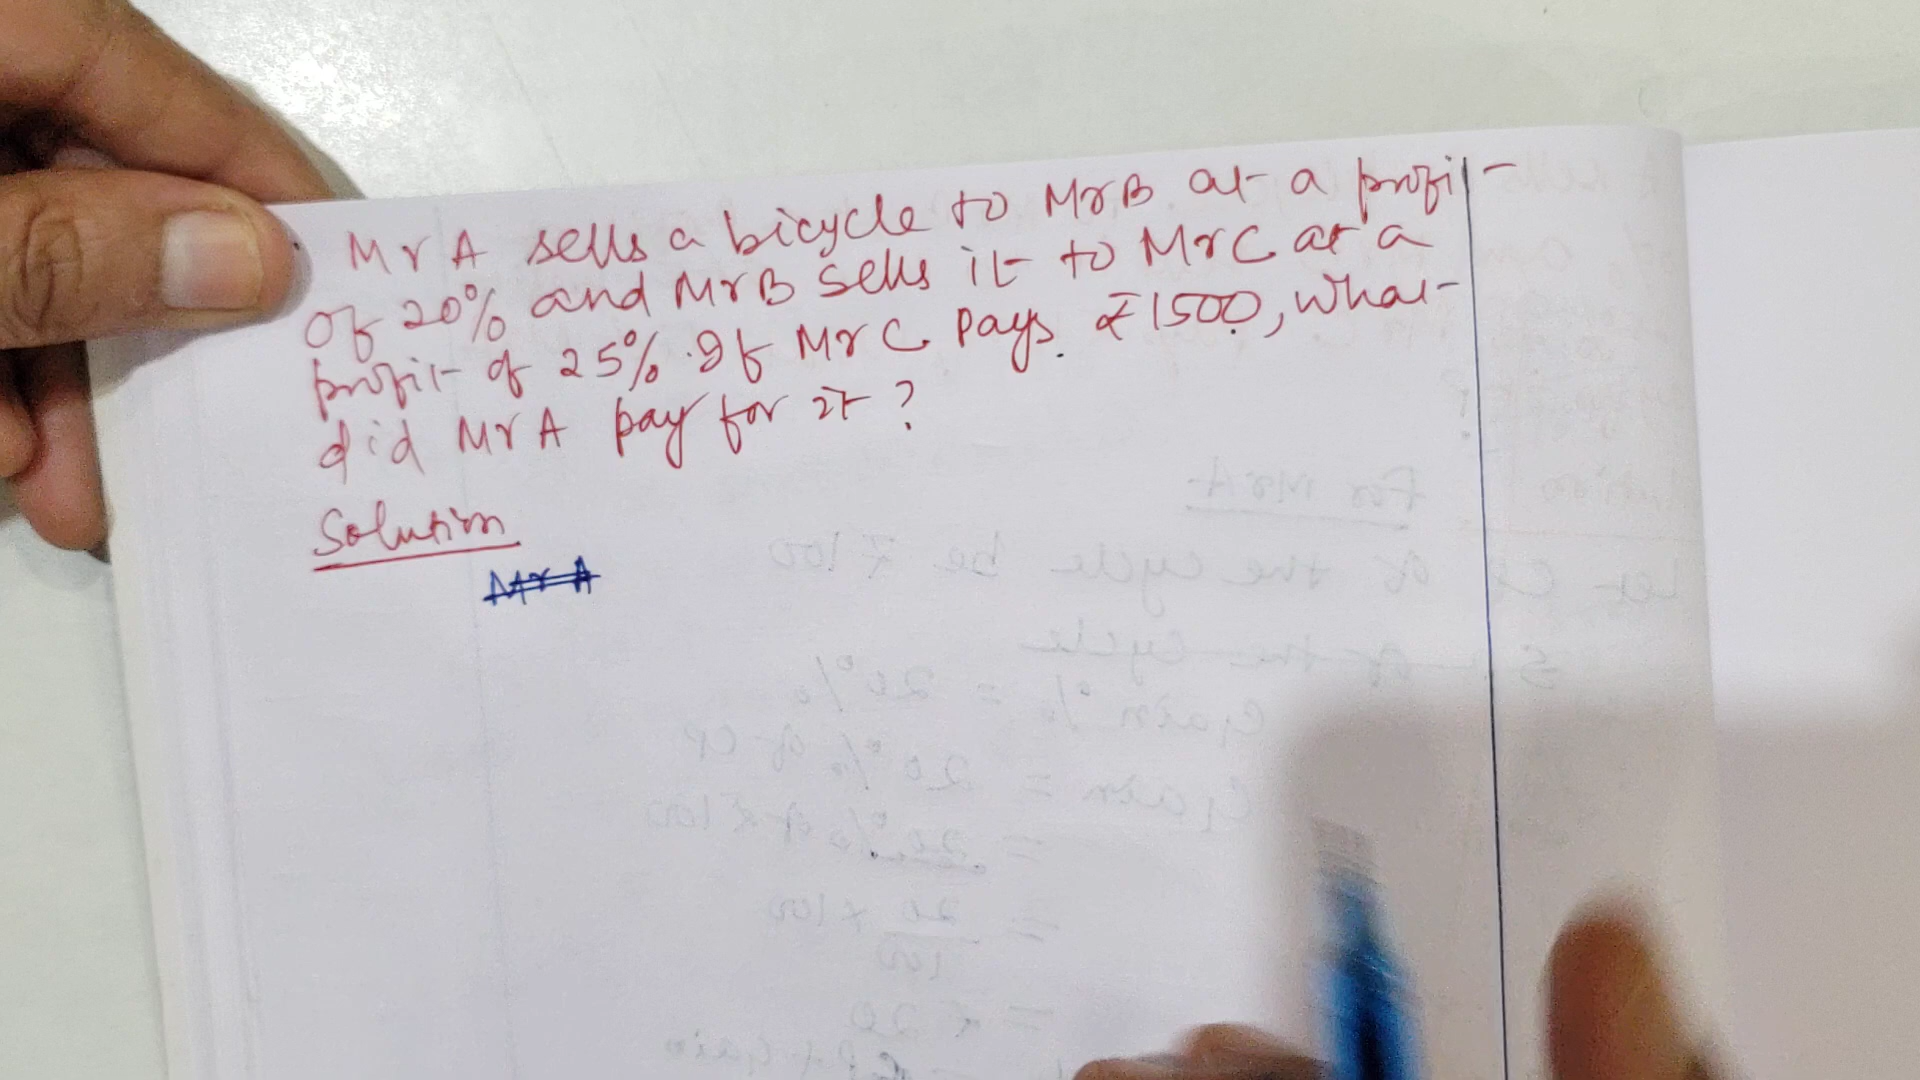 Mr A sells a bicycle to Mr B at a profit
of 20% and Mr B sells it to Mr C at a
profit of 25%. If Mr C pays ₹1500, what
did Mr A pay for it?
Solution
Mr A